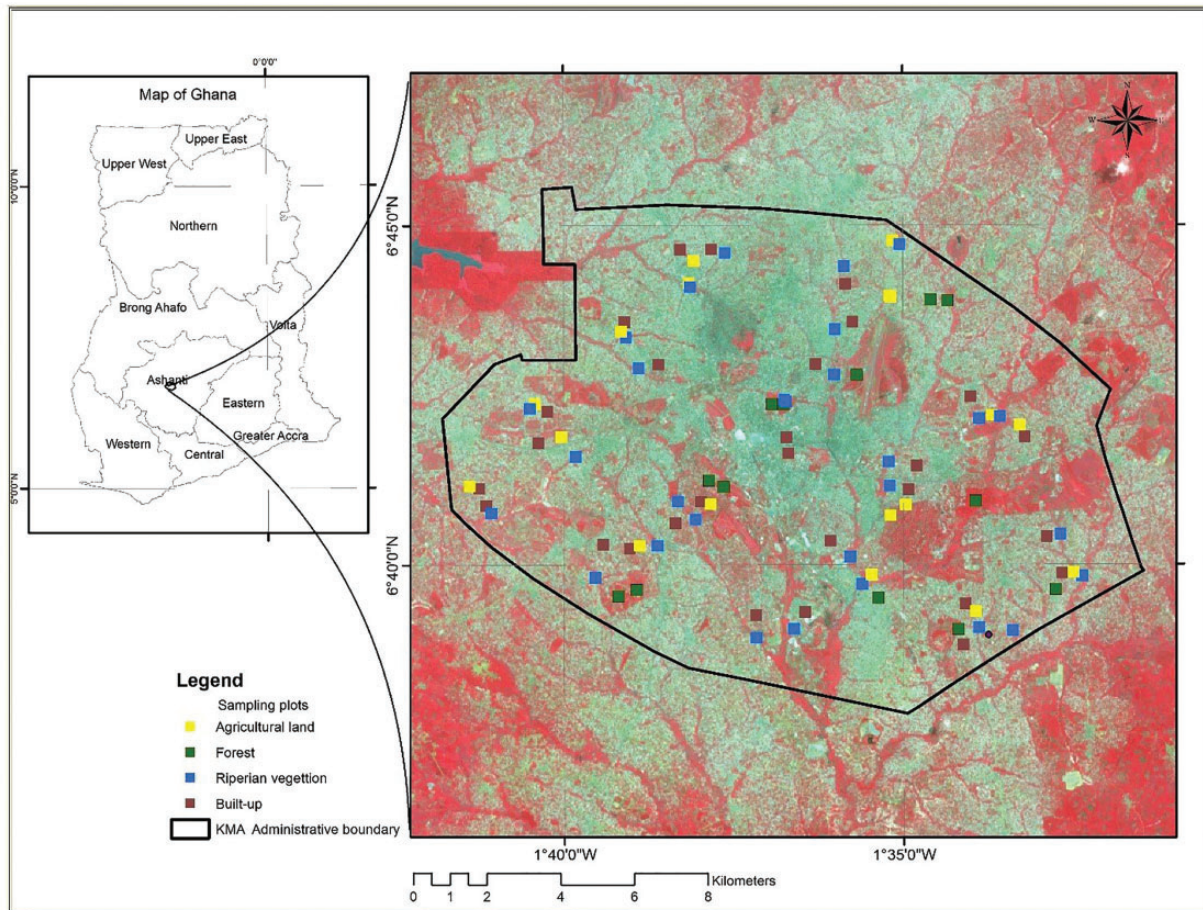 0°0'0"
Map of Ghana
Upper East
Upper West
10°0'0"N
Northern
Brong Ahafo
Volta
Ashanti
Eastern
Greater Accra
Western
Central
5°0'0"N
N
W
E
N
6°45'0"N
6°40'0"N
1°40'0"W
1°35'0"W
Legend
Sampling plots
Agricultural land
Forest
Riperian vegettion
Built-up
KMA Administrative boundary
Kilometers
0 1 2 4 6 8